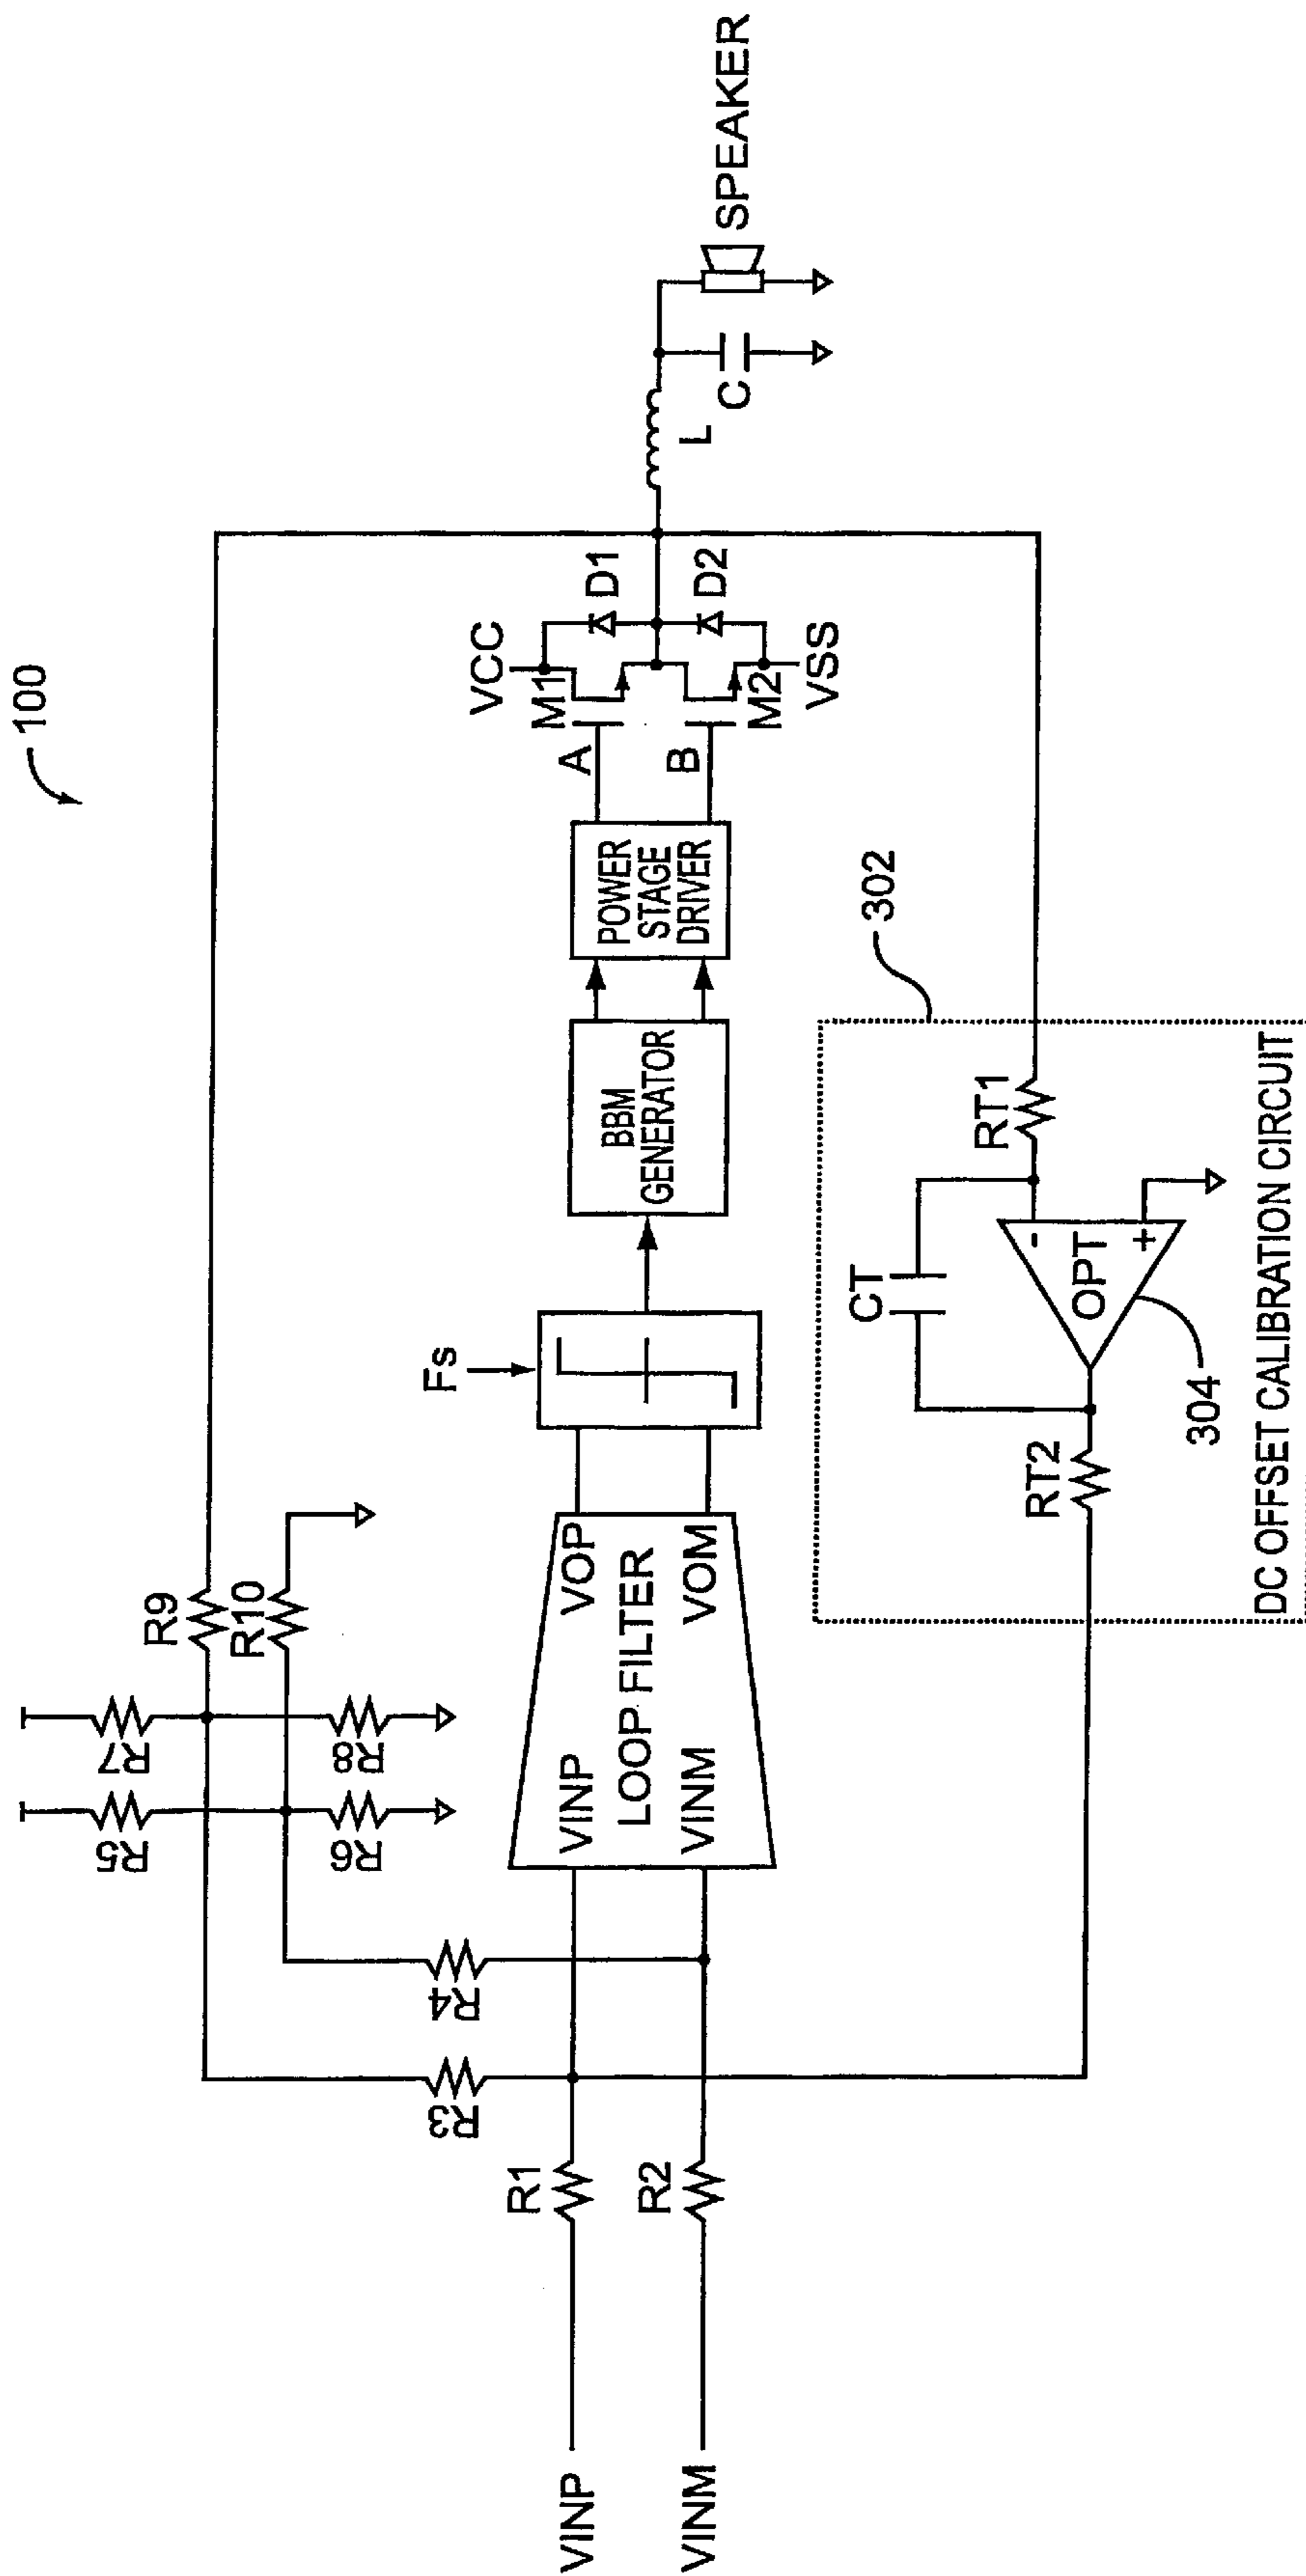 100
R7
R5
R9
R10
R8
R6
R3
R4
Fs
VCC
M1
D1
A
B
D2
M2
VSS
L
C
SPEAKER
VINP
R1
VINP
VOP
LOOP FILTER
VINM
VOM
VINM
R2
BBM
GENERATOR
POWER
STAGE
DRIVER
302
CT
RT1
RT2
OPT
-
+
304
DC OFFSET CALIBRATION CIRCUIT